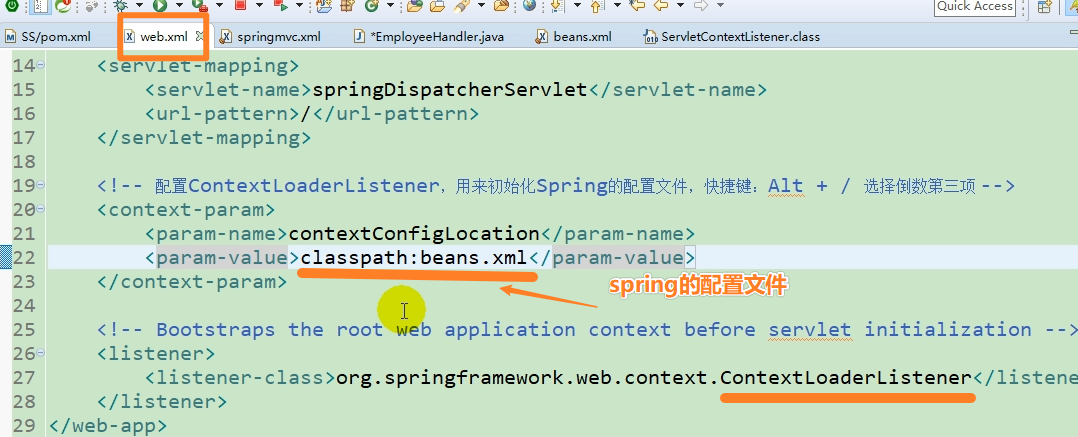 Quick Access
SS/pom.xml web.xml springmvc.xml *EmployeeHandler.java beans.xml ServletContextListener.class
14 <servlet-mapping>
15 <servlet-name>springDispatcherServlet</servlet-name>
16 <url-pattern>/</url-pattern>
17 </servlet-mapping>
18
19 <!-- 配置ContextLoaderListener，用来初始化Spring的配置文件，快捷键：Alt + / 选择倒数第三项 -->
20 <context-param>
21 <param-name>contextConfigLocation</param-name>
22 <param-value>classpath:beans.xml</param-value>
23 </context-param>
spring的配置文件
24
25 <!-- Bootstraps the root web application context before servlet initialization -->
26 <listener>
27 <listener-class>org.springframework.web.context.ContextLoaderListener</listene
28 </listener>
29 </web-app>